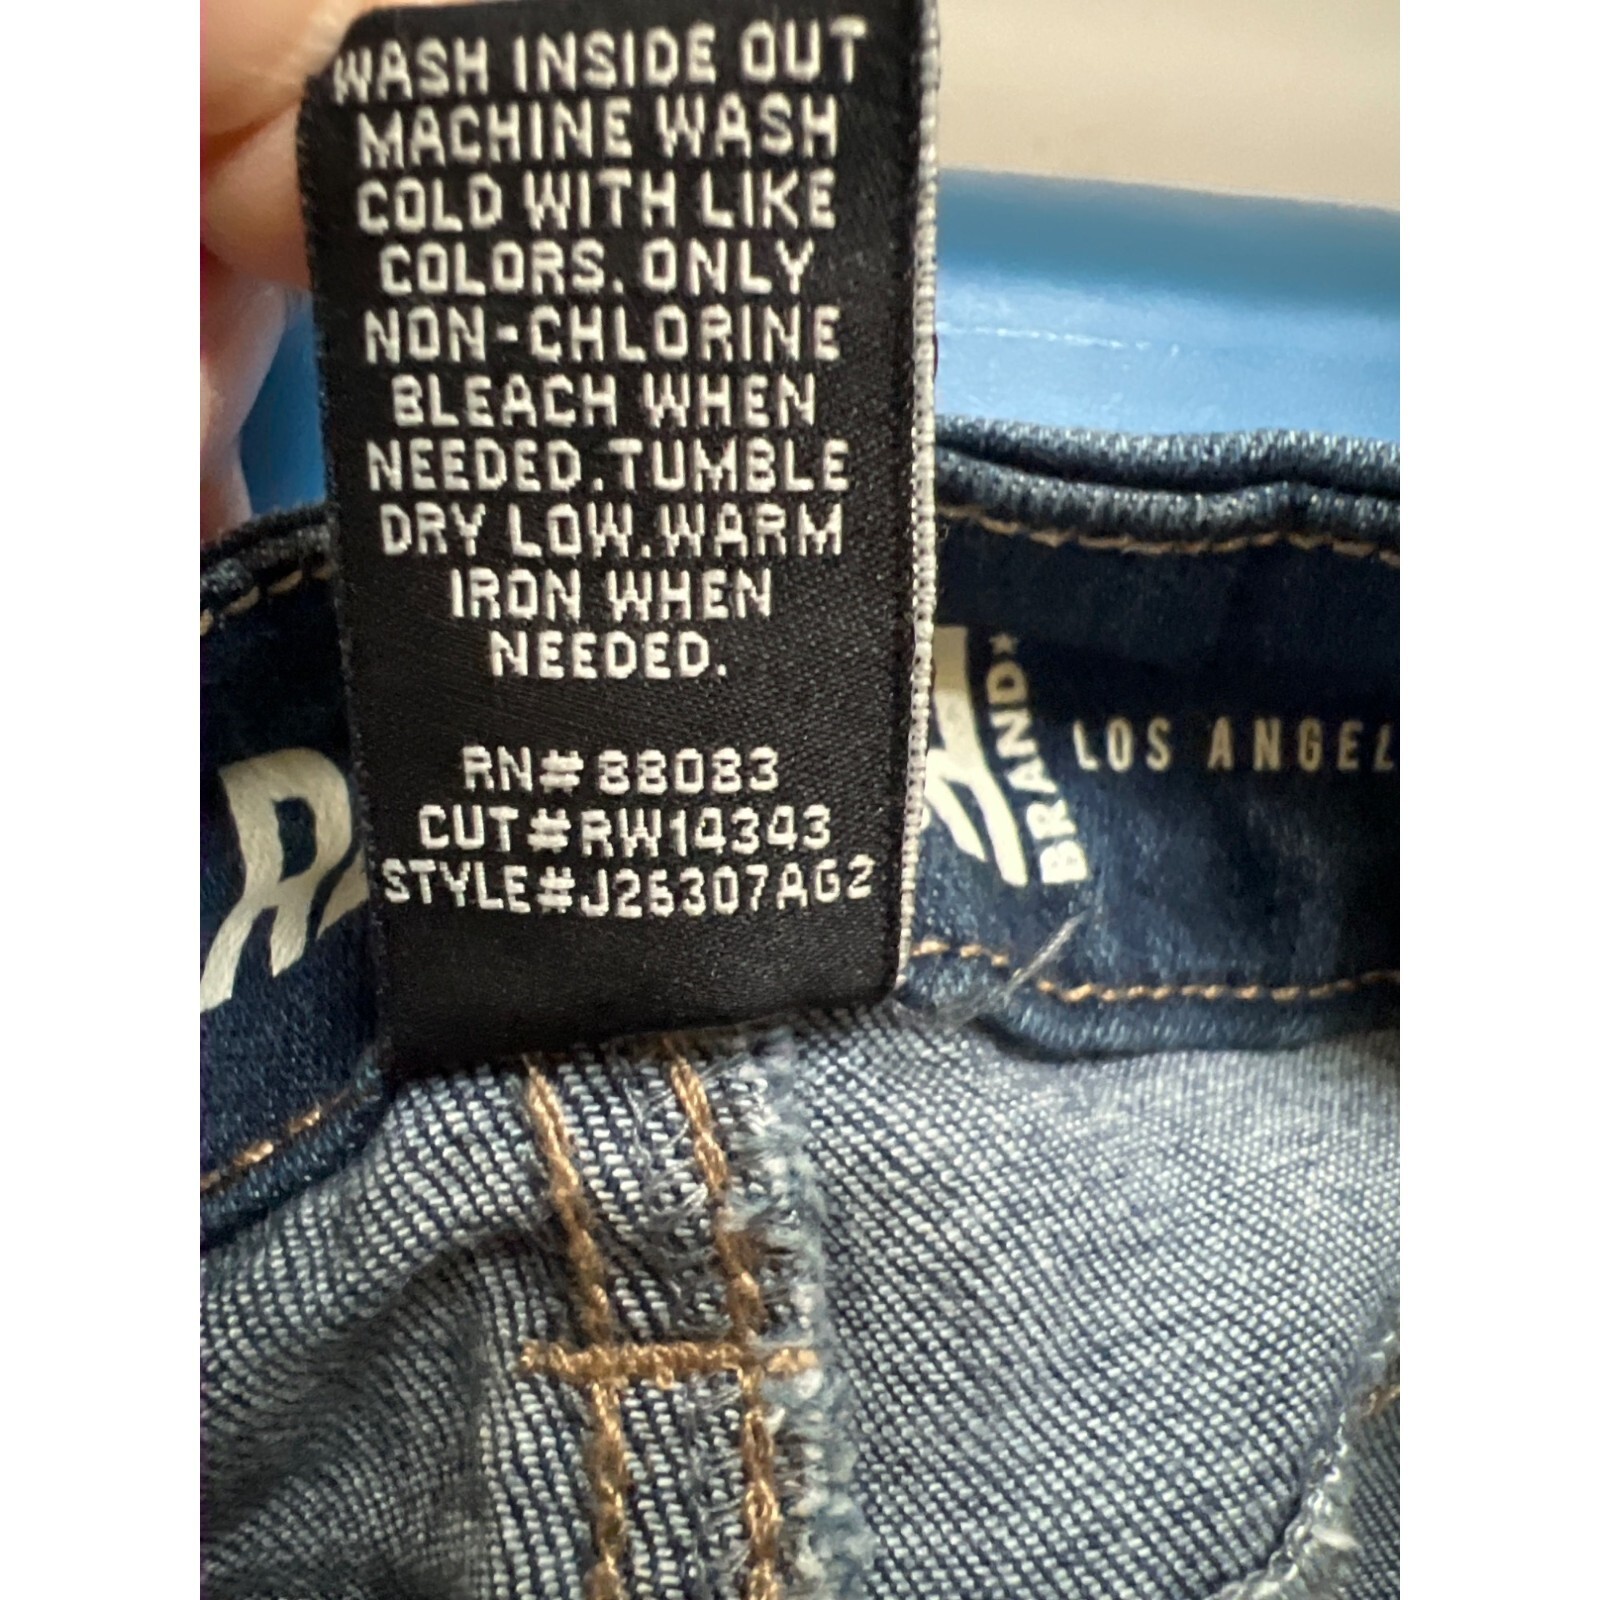 WASH INSIDE OUT
MACHINE WASH
COLD WITH LIKE
COLORS. ONLY
NON-CHLORINE
BLEACH WHEN
NEEDED.TUMBLE
DRY LOW.WARM
IRON WHEN
NEEDED.
RN#88083
CUT#RW14343
STYLE#J26307AG2
BRAND
LOS ANGEL